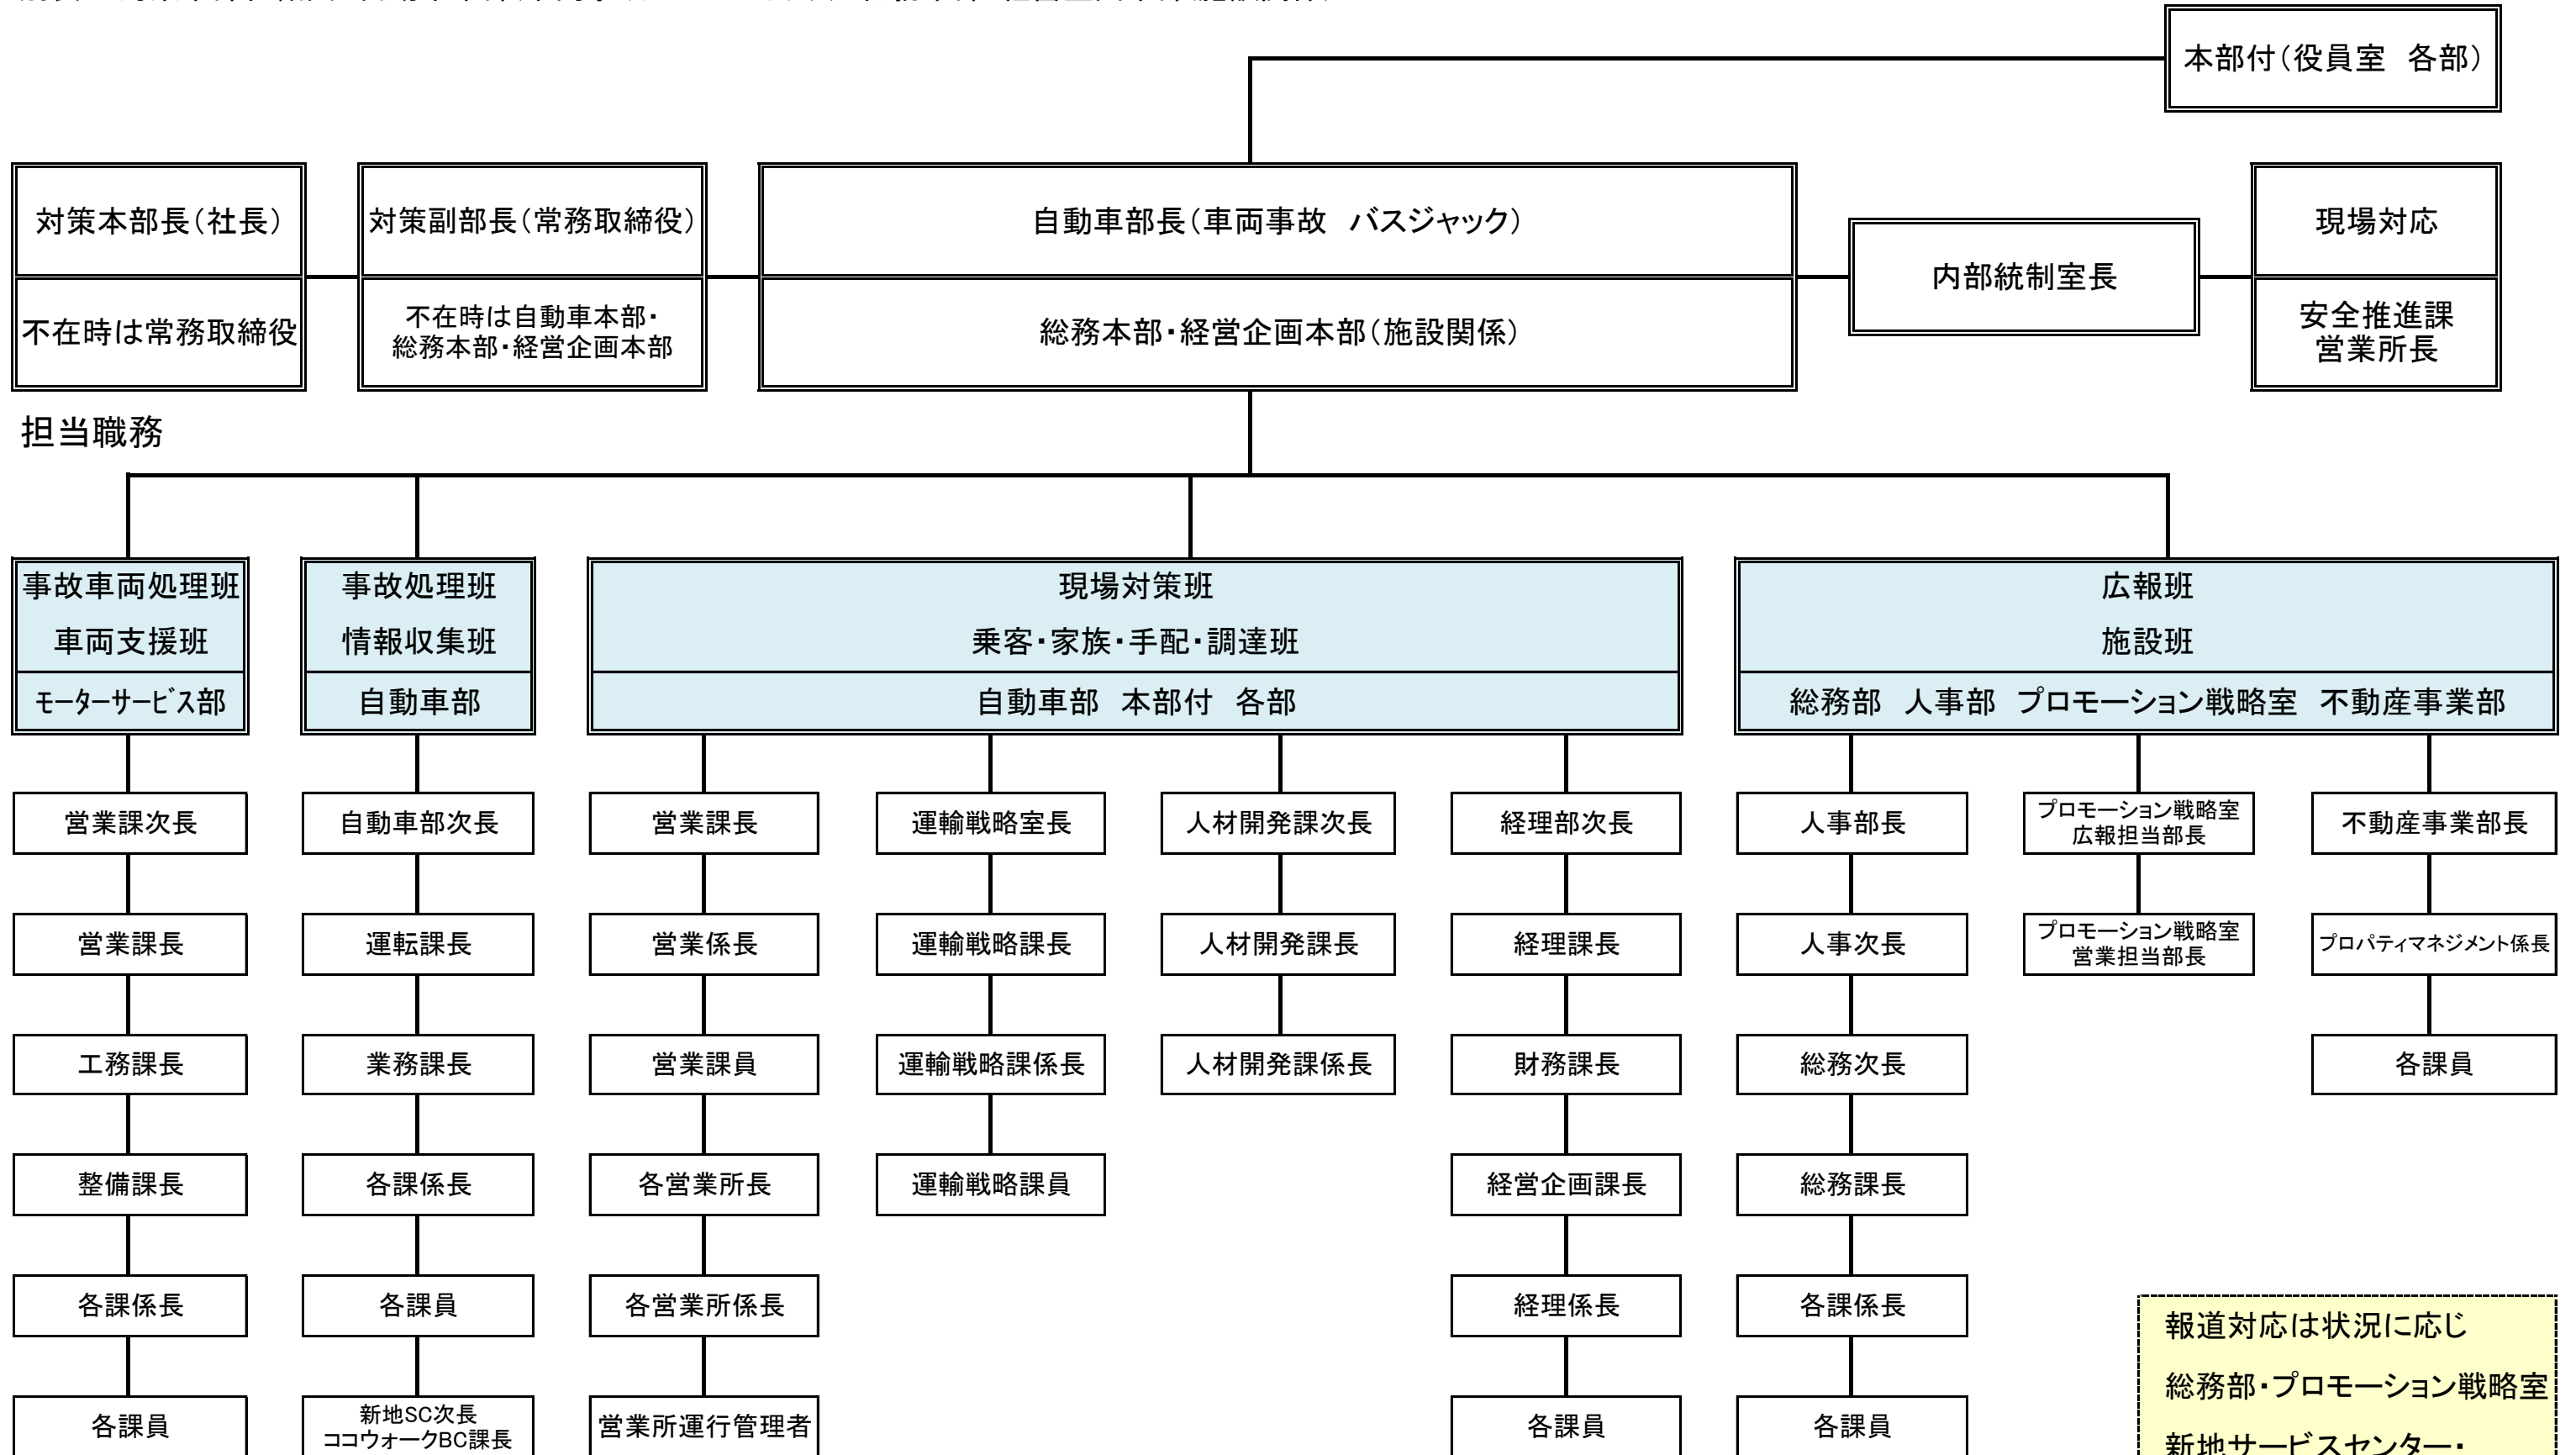 本部付（役員室　各部）
対策本部長（社長）
不在時は常務取締役
対策副部長（常務取締役）
不在時は自動車本部・
総務本部・経営企画本部
自動車部長（車両事故　バスジャック）
総務本部・経営企画本部（施設関係）
内部統制室長
現場対応
安全推進課
営業所長
担当職務
事故車両処理班
車両支援班
ﾓｰﾀｰｻｰﾋﾞｽ部
事故処理班
情報収集班
自動車部
現場対策班
乗客・家族・手配・調達班
自動車部　本部付　各部
広報班
施設班
総務部　人事部　プロモーション戦略室　不動産事業部
営業課次長
営業課長
工務課長
整備課長
各課係長
各課員
自動車部次長
運転課長
業務課長
各課係長
各課員
新地SC次長
ココウォークBC課長
営業課長
営業係長
営業課員
各営業所長
各営業所係長
営業所運行管理者
運輸戦略室長
運輸戦略課長
運輸戦略課係長
運輸戦略課員
人材開発課次長
人材開発課長
人材開発課係長
経理部次長
経理課長
財務課長
経営企画課長
経理係長
各課員
人事部長
人事次長
総務次長
総務課長
各課係長
各課員
プロモーション戦略室
広報担当部長
プロモーション戦略室
営業担当部長
不動産事業部長
プロパティマネジメント係長
各課員
報道対応は状況に応じ
総務部・プロモーション戦略室
新地サービスセンター・